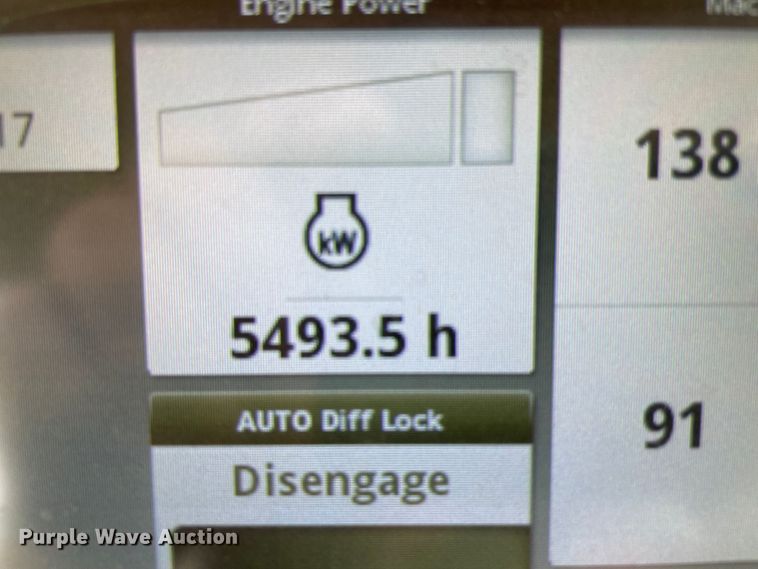 Engine Power
17
138
kW
5493.5 h
AUTO Diff Lock
91
Disengage
Purple Wave Auction